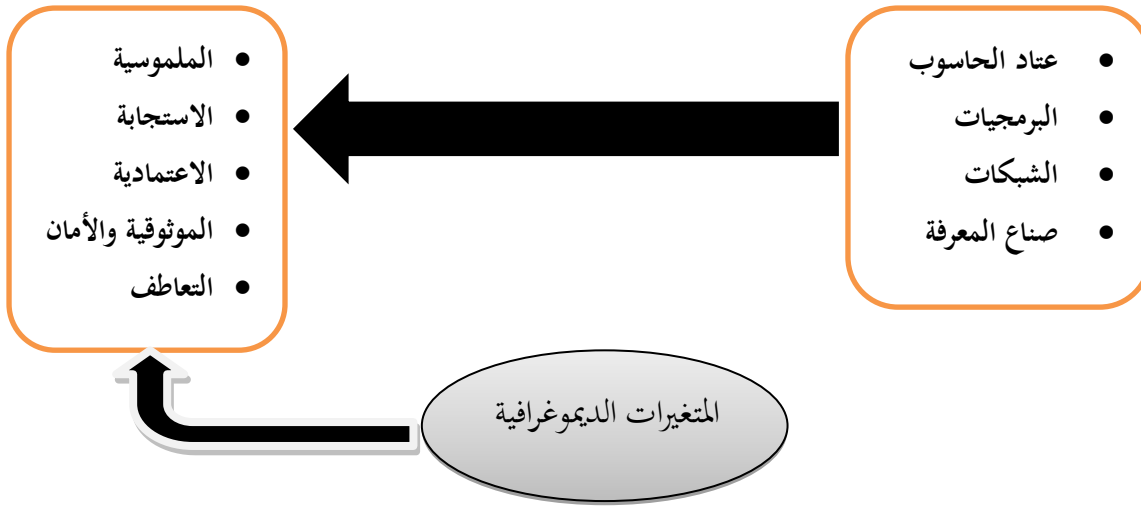 عتاد الحاسوب
البرمجيات
الشبكات
صناع المعرفة
الملموسية
الاستجابة
الاعتمادية
الموثوقية والأمان
التعاطف
المتغيرات الديموغرافية